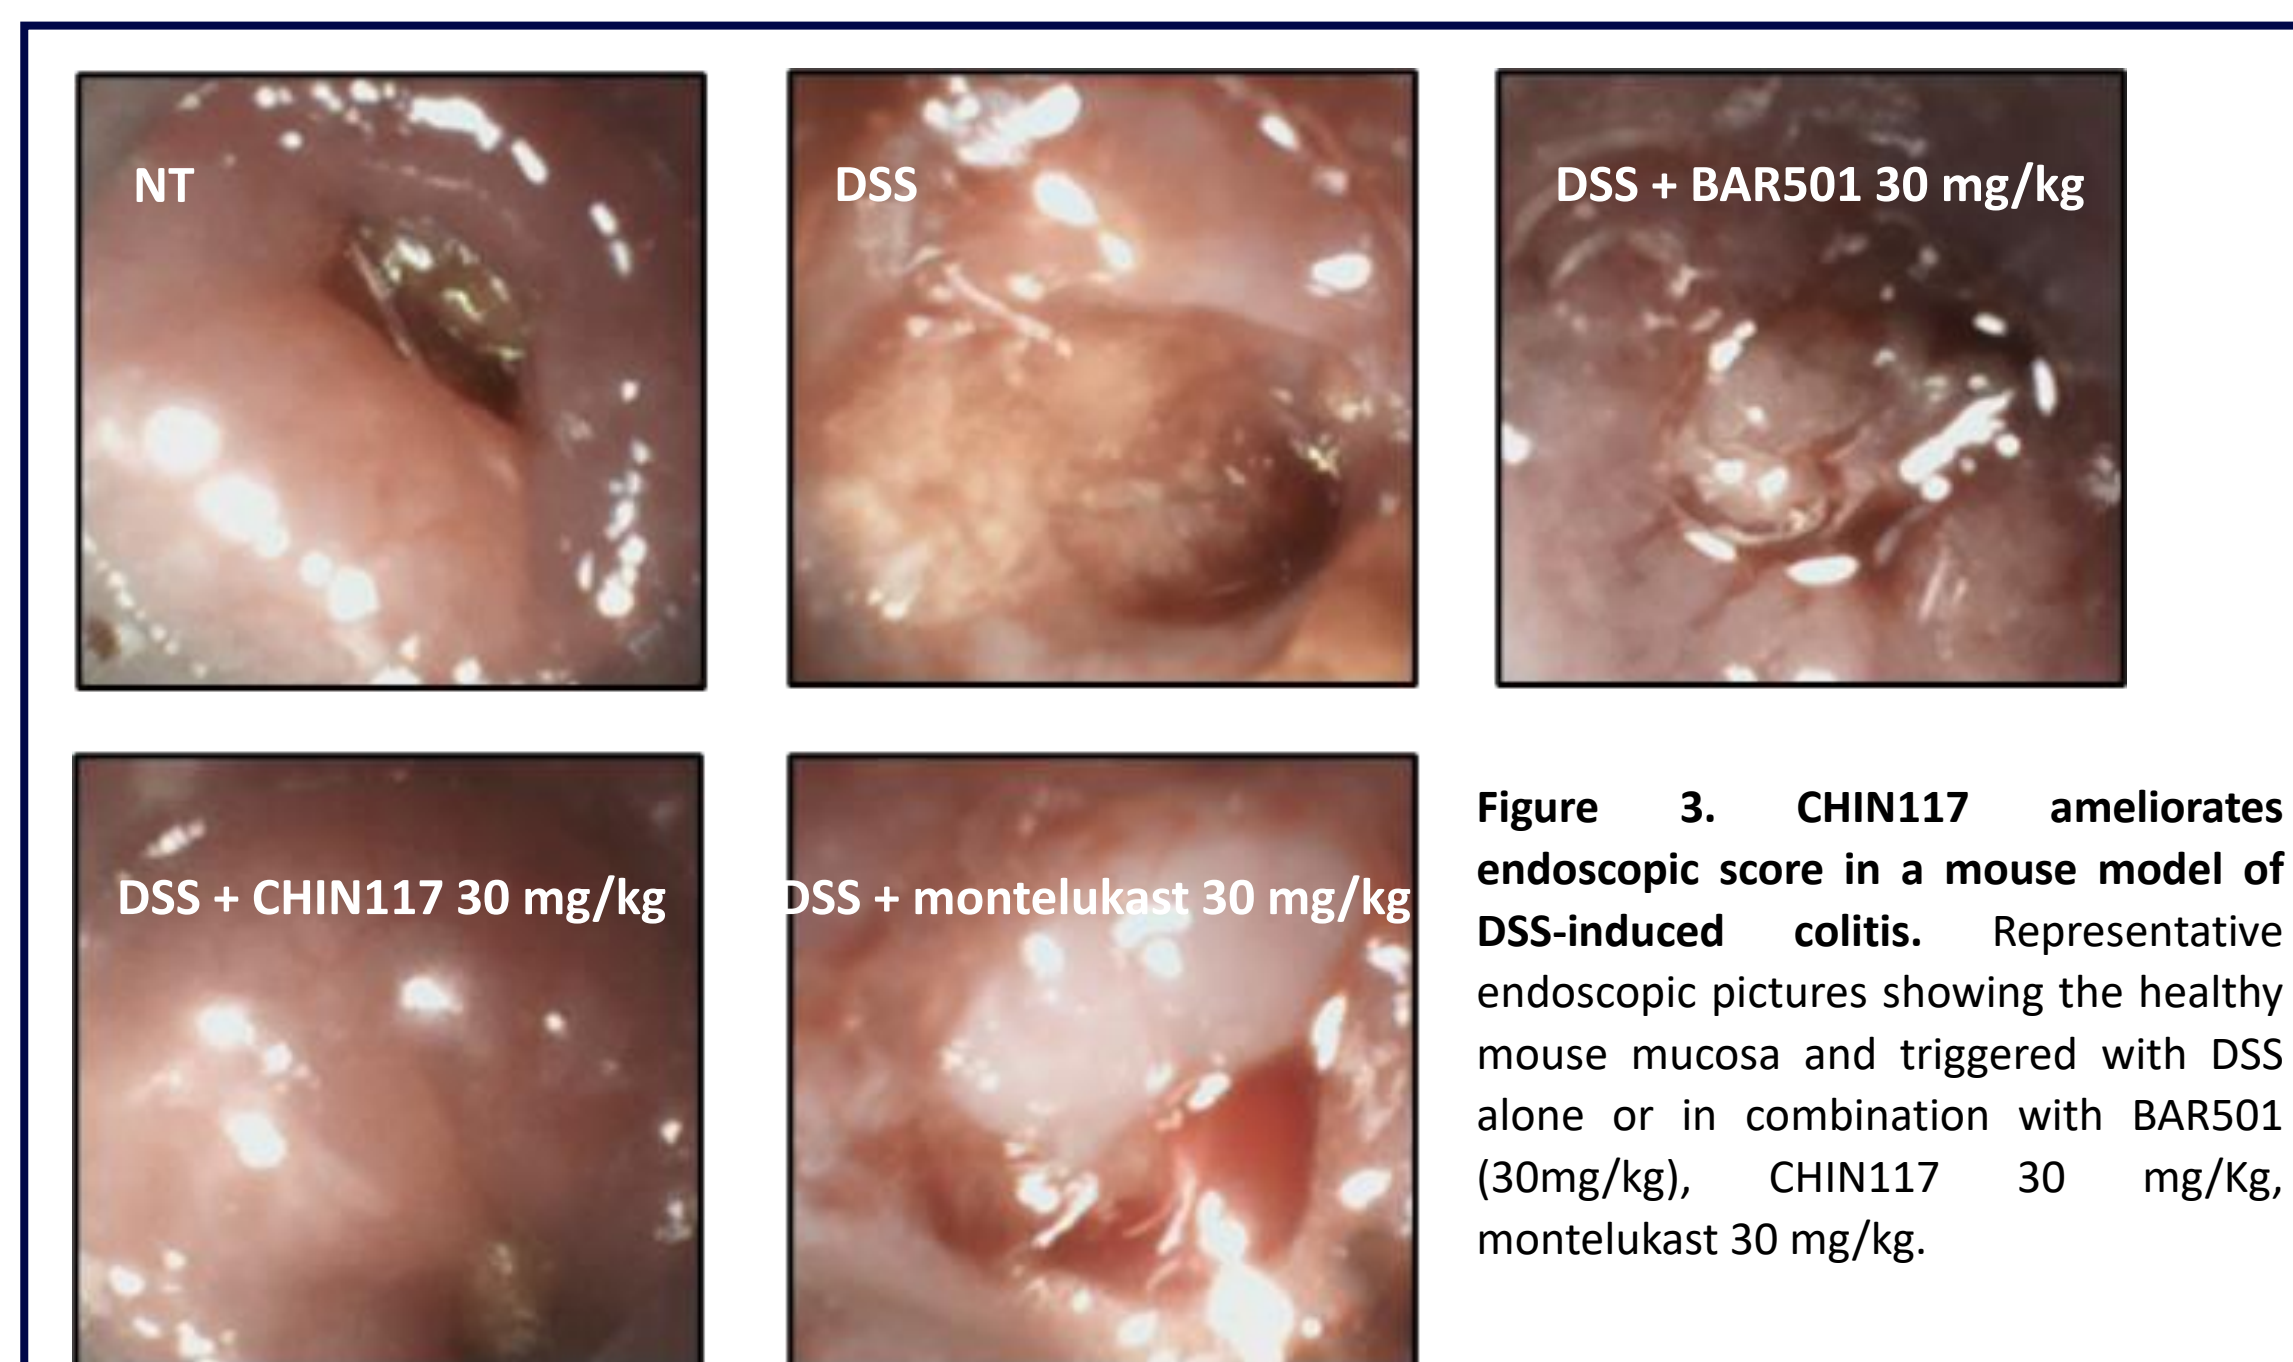 NT
DSS
DSS + BAR501 30 mg/kg
DSS + CHIN117 30 mg/kg
DSS + montelukast 30 mg/kg
Figure 3. CHIN117 ameliorates
endoscopic score in a mouse model of
DSS-induced colitis. Representative
endoscopic pictures showing the healthy
mouse mucosa and triggered with DSS
alone or in combination with BAR501
(30mg/kg), CHIN117 30 mg/Kg,
montelukast 30 mg/kg.